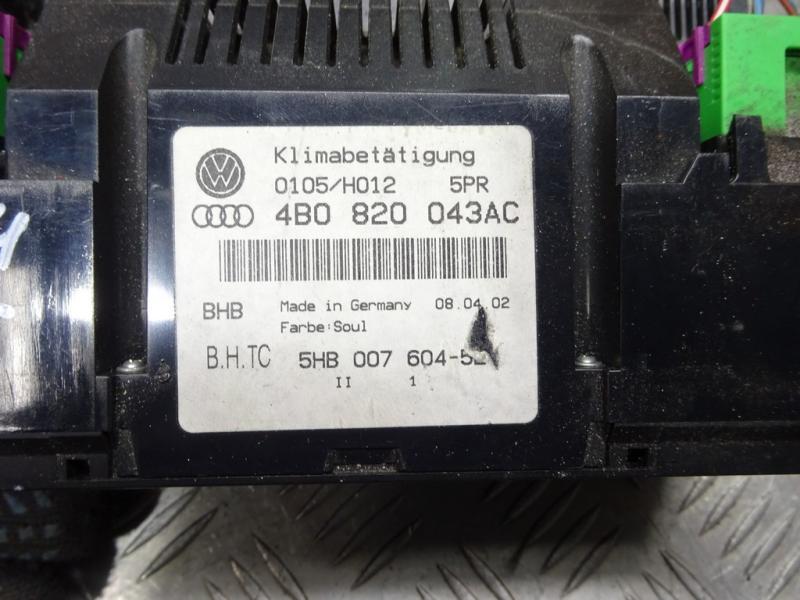 Klimabetätigung
0105/H012 5PR
4B0 820 043AC
BHB Made in Germany 08.04.02
Farbe:Soul
B.H.TC 5HB 007 604-
II 1